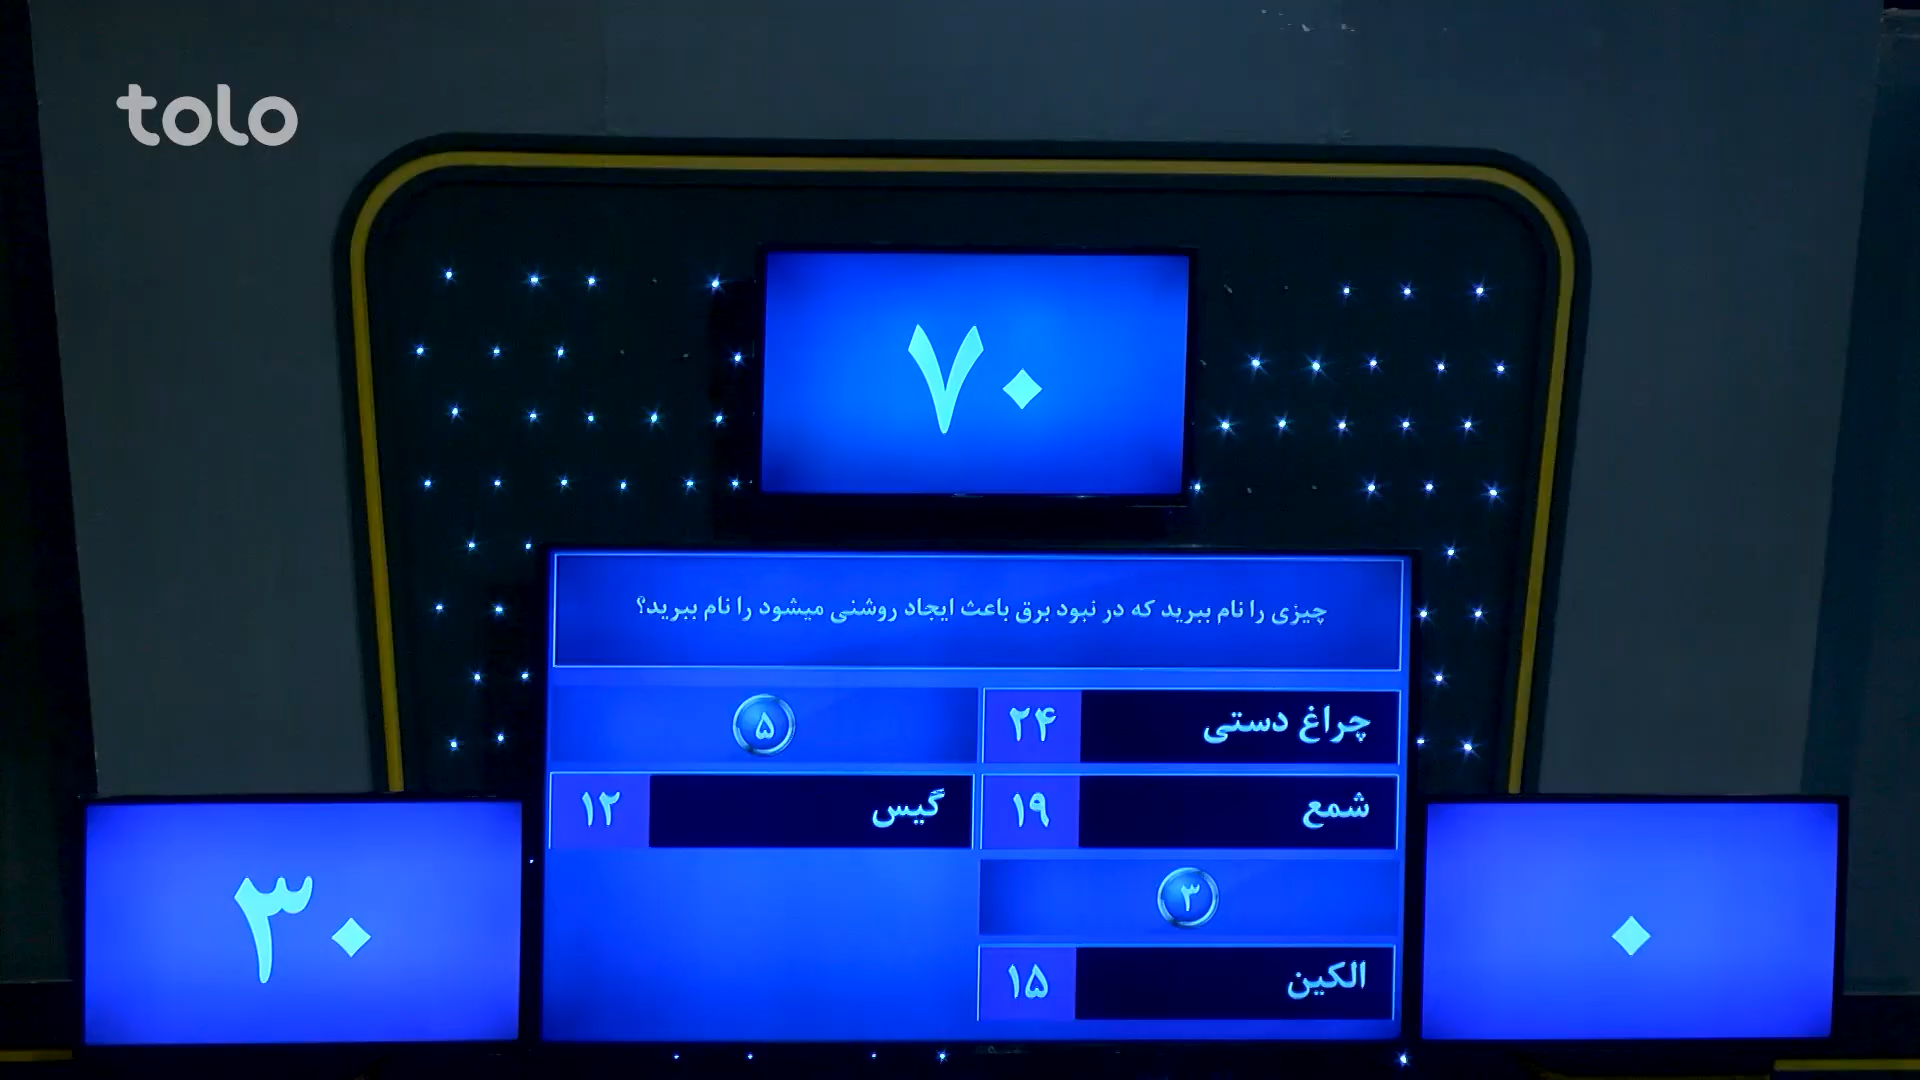 tolo
۷۰
چیزی را نام ببرید که در نبود برق باعث ایجاد روشنی میشود را نام ببرید؟
چراغ دستی ۲۴
۵
شمع ۱۹
گیس ۱۲
۳
الکین ۱۵
۳۰
۰